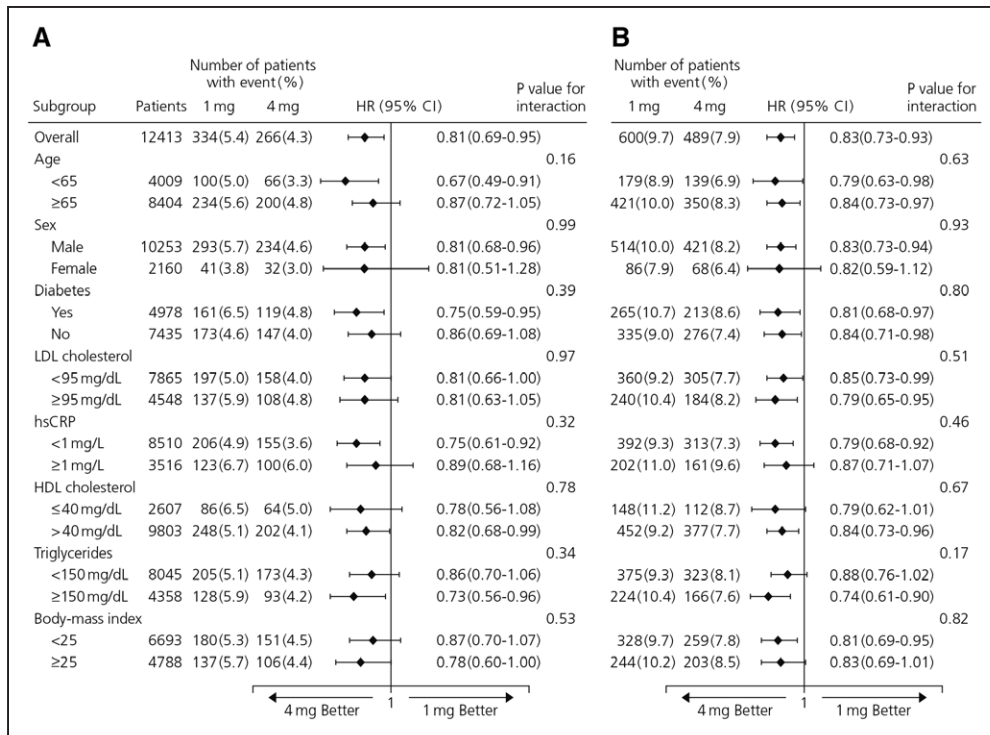 A B
Number of patients with event (%) Number of patients with event (%)
Subgroup Patients 1 mg 4 mg HR (95% CI) P value for interaction 1 mg 4 mg HR (95% CI) P value for interaction
Overall 12413 334(5.4) 266(4.3) 0.81(0.69-0.95) 600(9.7) 489(7.9) 0.83(0.73-0.93)
Age 0.16 0.63
<65 4009 100(5.0) 66(3.3) 0.67(0.49-0.91) 179(8.9) 139(6.9) 0.79(0.63-0.98)
≥65 8404 234(5.6) 200(4.8) 0.87(0.72-1.05) 421(10.0) 350(8.3) 0.84(0.73-0.97)
Sex 0.99 0.93
Male 10253 293(5.7) 234(4.6) 0.81(0.68-0.96) 514(10.0) 421(8.2) 0.83(0.73-0.94)
Female 2160 41(3.8) 32(3.0) 0.81(0.51-1.28) 86(7.9) 68(6.4) 0.82(0.59-1.12)
Diabetes 0.39 0.80
Yes 4978 161(6.5) 119(4.8) 0.75(0.59-0.95) 265(10.7) 213(8.6) 0.81(0.68-0.97)
No 7435 173(4.6) 147(4.0) 0.86(0.69-1.08) 335(9.0) 276(7.4) 0.84(0.71-0.98)
LDL cholesterol 0.97 0.51
<95 mg/dL 7865 197(5.0) 158(4.0) 0.81(0.66-1.00) 360(9.2) 305(7.7) 0.85(0.73-0.99)
≥95 mg/dL 4548 137(5.9) 108(4.8) 0.81(0.63-1.05) 240(10.4) 184(8.2) 0.79(0.65-0.95)
hsCRP 0.32 0.46
<1 mg/L 8510 206(4.9) 155(3.6) 0.75(0.61-0.92) 392(9.3) 313(7.3) 0.79(0.68-0.92)
≥1 mg/L 3516 123(6.7) 100(6.0) 0.89(0.68-1.16) 202(11.0) 161(9.6) 0.87(0.71-1.07)
HDL cholesterol 0.78 0.67
≤40 mg/dL 2607 86(6.5) 64(5.0) 0.78(0.56-1.08) 148(11.2) 112(8.7) 0.79(0.62-1.01)
>40 mg/dL 9803 248(5.1) 202(4.1) 0.82(0.68-0.99) 452(9.2) 377(7.7) 0.84(0.73-0.96)
Triglycerides 0.34 0.17
<150 mg/dL 8045 205(5.1) 173(4.3) 0.86(0.70-1.06) 375(9.3) 323(8.1) 0.88(0.76-1.02)
≥150 mg/dL 4358 128(5.9) 93(4.2) 0.73(0.56-0.96) 224(10.4) 166(7.6) 0.74(0.61-0.90)
Body-mass index 0.53 0.82
<25 6693 180(5.3) 151(4.5) 0.87(0.70-1.07) 328(9.7) 259(7.8) 0.81(0.69-0.95)
≥25 4788 137(5.7) 106(4.4) 0.78(0.60-1.00) 244(10.2) 203(8.5) 0.83(0.69-1.01)
1 1
4 mg Better 1 mg Better 4 mg Better 1 mg Better